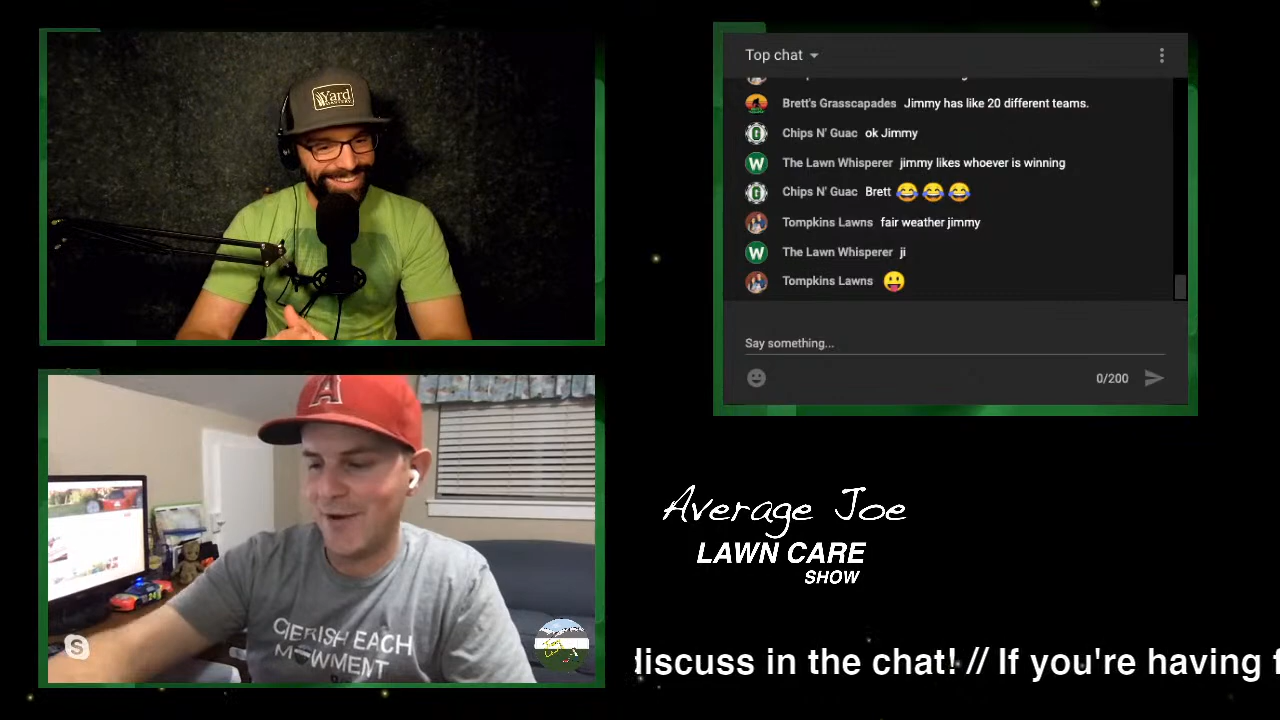 Yard
A
CHERISH EACH
MOWMENT
S
Top chat
Brett's Grasscapades Jimmy has like 20 different teams.
Chips N' Guac ok Jimmy
W The Lawn Whisperer jimmy likes whoever is winning
Chips N' Guac Brett 😂😂😂
Tompkins Lawns fair weather jimmy
W The Lawn Whisperer ji
Tompkins Lawns 😛
Say something...
0/200
Average Joe
LAWN CARE
SHOW
discuss in the chat! // If you're having f